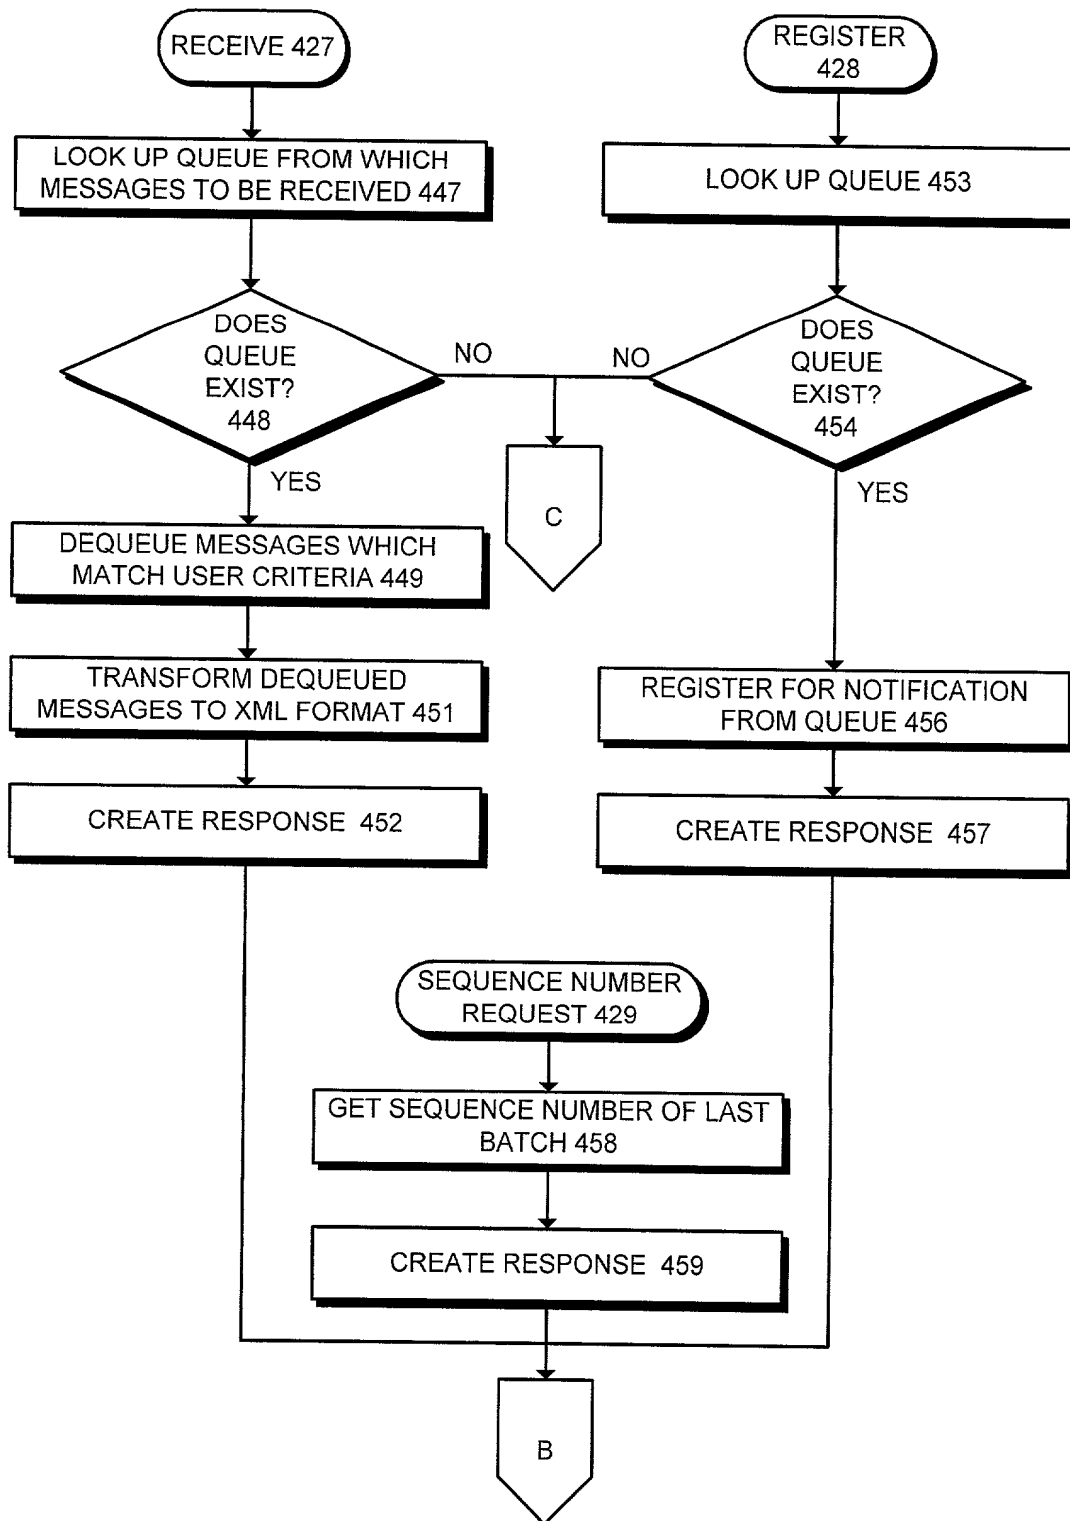 RECEIVE 427
LOOK UP QUEUE FROM WHICH
MESSAGES TO BE RECEIVED 447
DOES
QUEUE
EXIST?
448
NO
YES
DEQUEUE MESSAGES WHICH
MATCH USER CRITERIA 449
TRANSFORM DEQUEUED
MESSAGES TO XML FORMAT 451
CREATE RESPONSE 452
REGISTER
428
LOOK UP QUEUE 453
DOES
QUEUE
EXIST?
454
NO
YES
C
REGISTER FOR NOTIFICATION
FROM QUEUE 456
CREATE RESPONSE 457
SEQUENCE NUMBER
REQUEST 429
GET SEQUENCE NUMBER OF LAST
BATCH 458
CREATE RESPONSE 459
B